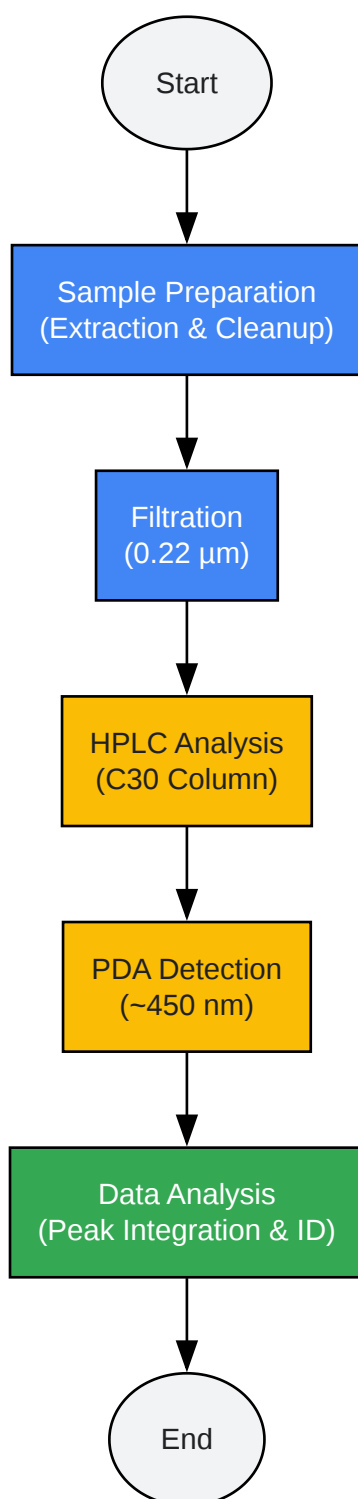 Start
Sample Preparation
(Extraction & Cleanup)
Filtration
(0.22 µm)
HPLC Analysis
(C30 Column)
PDA Detection
(~450 nm)
Data Analysis
(Peak Integration & ID)
End